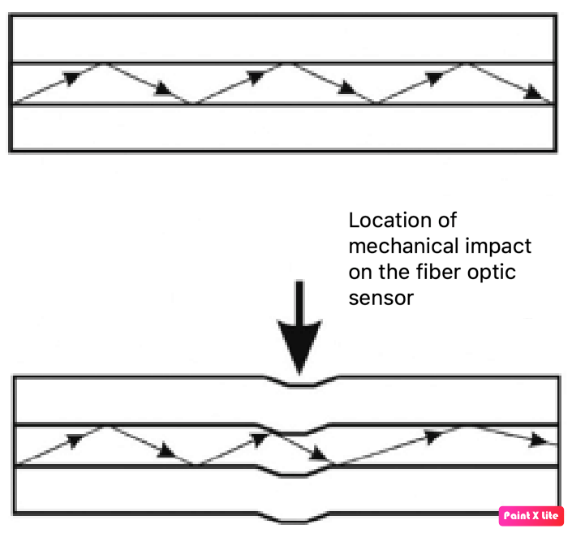 Location of
mechanical impact
on the fiber optic
sensor
Paint X lite